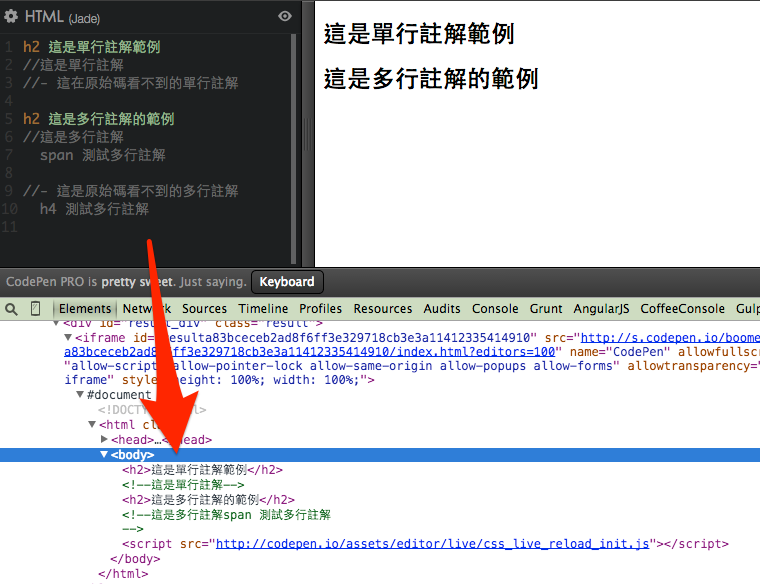 HTML (Jade)
1 h2 這是單行註解範例
2 //這是單行註解
3 //- 這在原始碼看不到的單行註解
4
5 h2 這是多行註解的範例
6 //這是多行註解
7 span 測試多行註解
8
9 //- 這是原始碼看不到的多行註解
10 h4 測試多行註解
11
這是單行註解範例
這是多行註解的範例
CodePen PRO is pretty sweet. Just saying. Keyboard
Elements Network Sources Timeline Profiles Resources Audits Console Grunt AngularJS CoffeeConsole Gulp
<div id="result_div" class="result">
<iframe id= esulta83bceceb2ad8f6ff3e329718cb3e3a11412335414910" src="http://s.codepen.io/boome
a83bceceb2ad8 6ff3e329718cb3e3a11412335414910/index.html?editors=100" name="CodePen" allowfullscr
"allow-script allow-pointer-lock allow-same-origin allow-popups allow-forms" allowtransparency="
iframe" style eight: 100%; width: 100%;">
#document
<!DOCTY l>
<html cl
<head>…</head>
<body>
<h2>這是單行註解範例</h2>
<!--這是單行註解-->
<h2>這是多行註解的範例</h2>
<!--這是多行註解span 測試多行註解
-->
<script src="http://codepen.io/assets/editor/live/css_live_reload_init.js"></script>
</body>
</html>